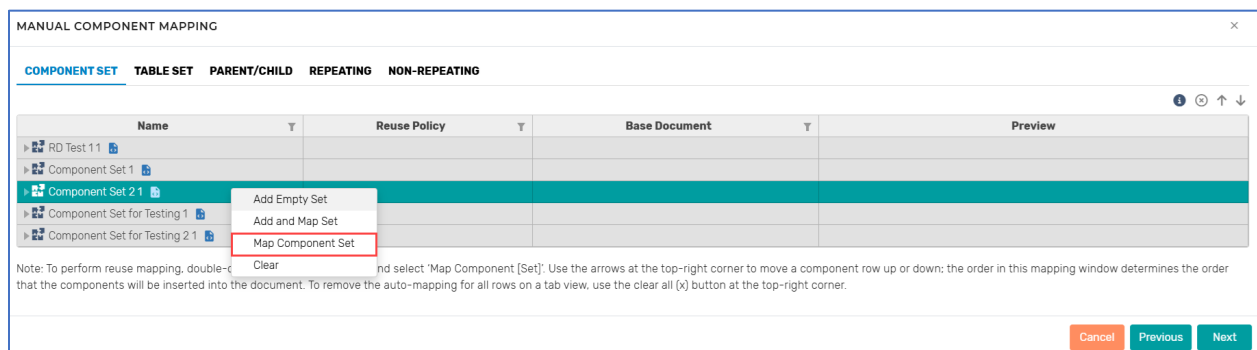 MANUAL COMPONENT MAPPING
COMPONENT SET TABLE SET PARENT/CHILD REPEATING NON-REPEATING
Name Reuse Policy Base Document Preview
RD Test 1 1
Component Set 1
Component Set 2 1
Add Empty Set
Component Set for Testing 1
Add and Map Set
Component Set for Testing 2 1
Map Component Set
Clear
Note: To perform reuse mapping, double- nd select 'Map Component [Set]'. Use the arrows at the top-right corner to move a component row up or down; the order in this mapping window determines the order
that the components will be inserted into the document. To remove the auto-mapping for all rows on a tab view, use the clear all (x) button at the top-right corner.
Cancel Previous Next